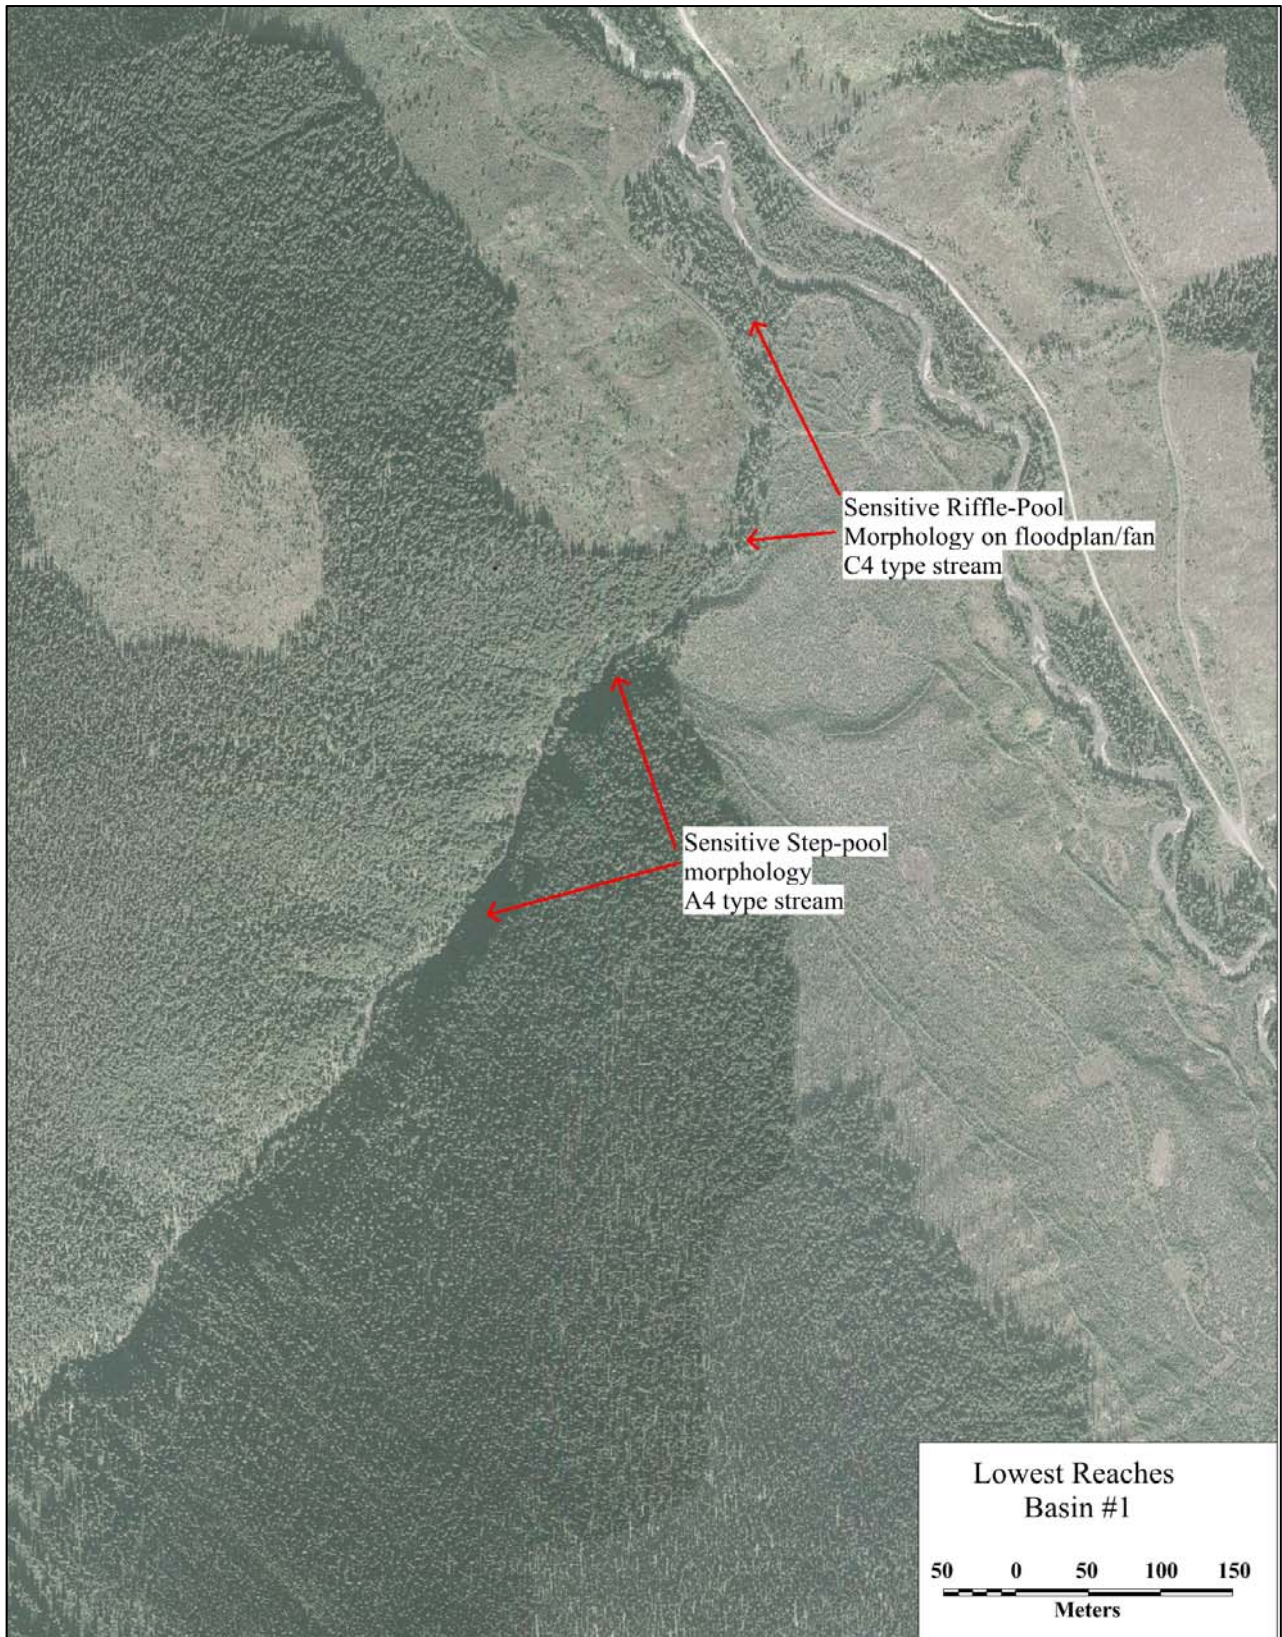 Sensitive Riffle-Pool
Morphology on floodplan/fan
C4 type stream
Sensitive Step-pool
morphology
A4 type stream
Lowest Reaches
Basin #1
50 0 50 100 150
Meters